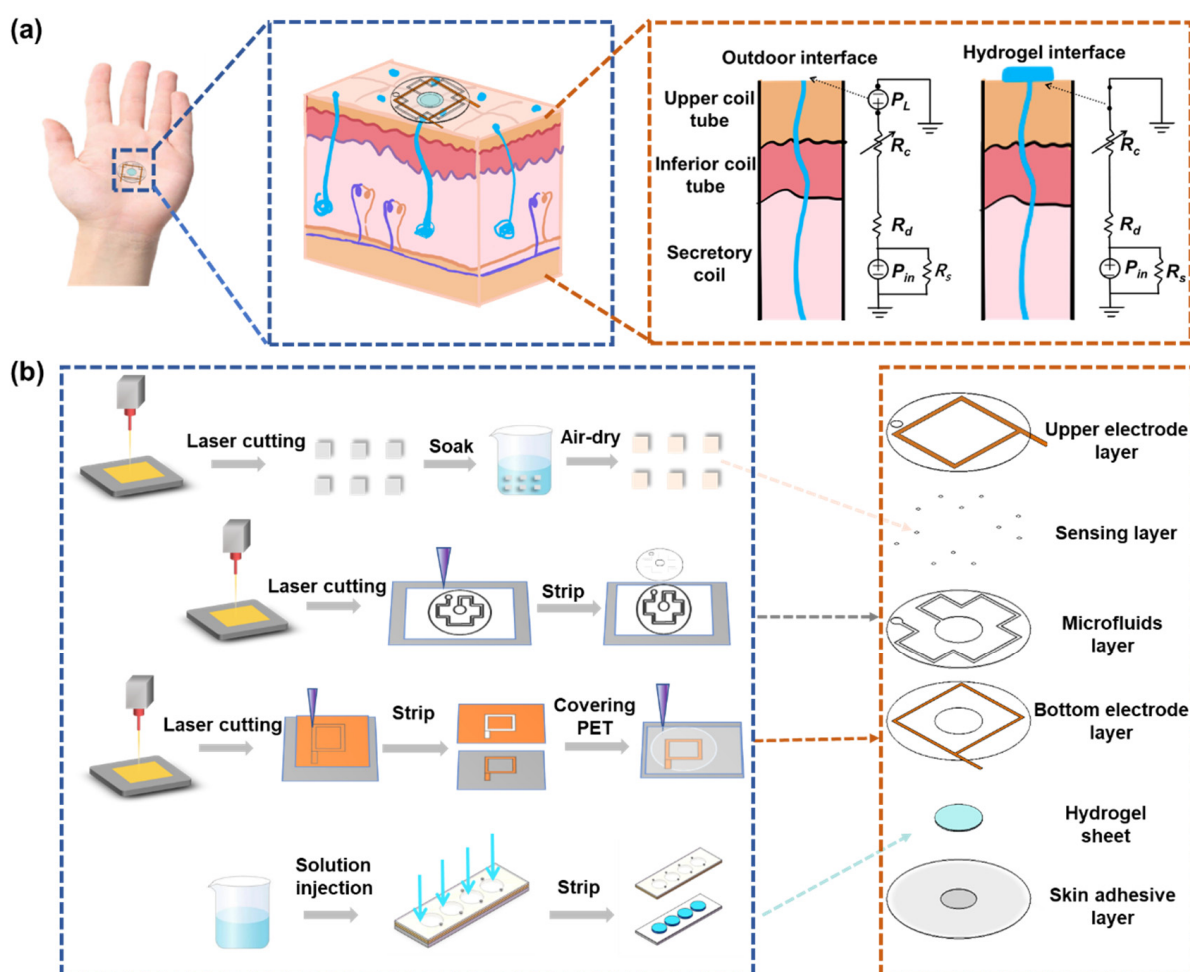 (a)
Outdoor interface
Hydrogel interface
Upper coil
tube
Inferior coil
tube
Secretory
coil
P_L
R_c
R_d
P_in
R_s
R_c
R_d
P_in
R_s
(b)
Laser cutting
Soak
Air-dry
Laser cutting
Strip
Laser cutting
Strip
Covering
PET
Solution
injection
Strip
Upper electrode
layer
Sensing layer
Microfluids
layer
Bottom electrode
layer
Hydrogel
sheet
Skin adhesive
layer